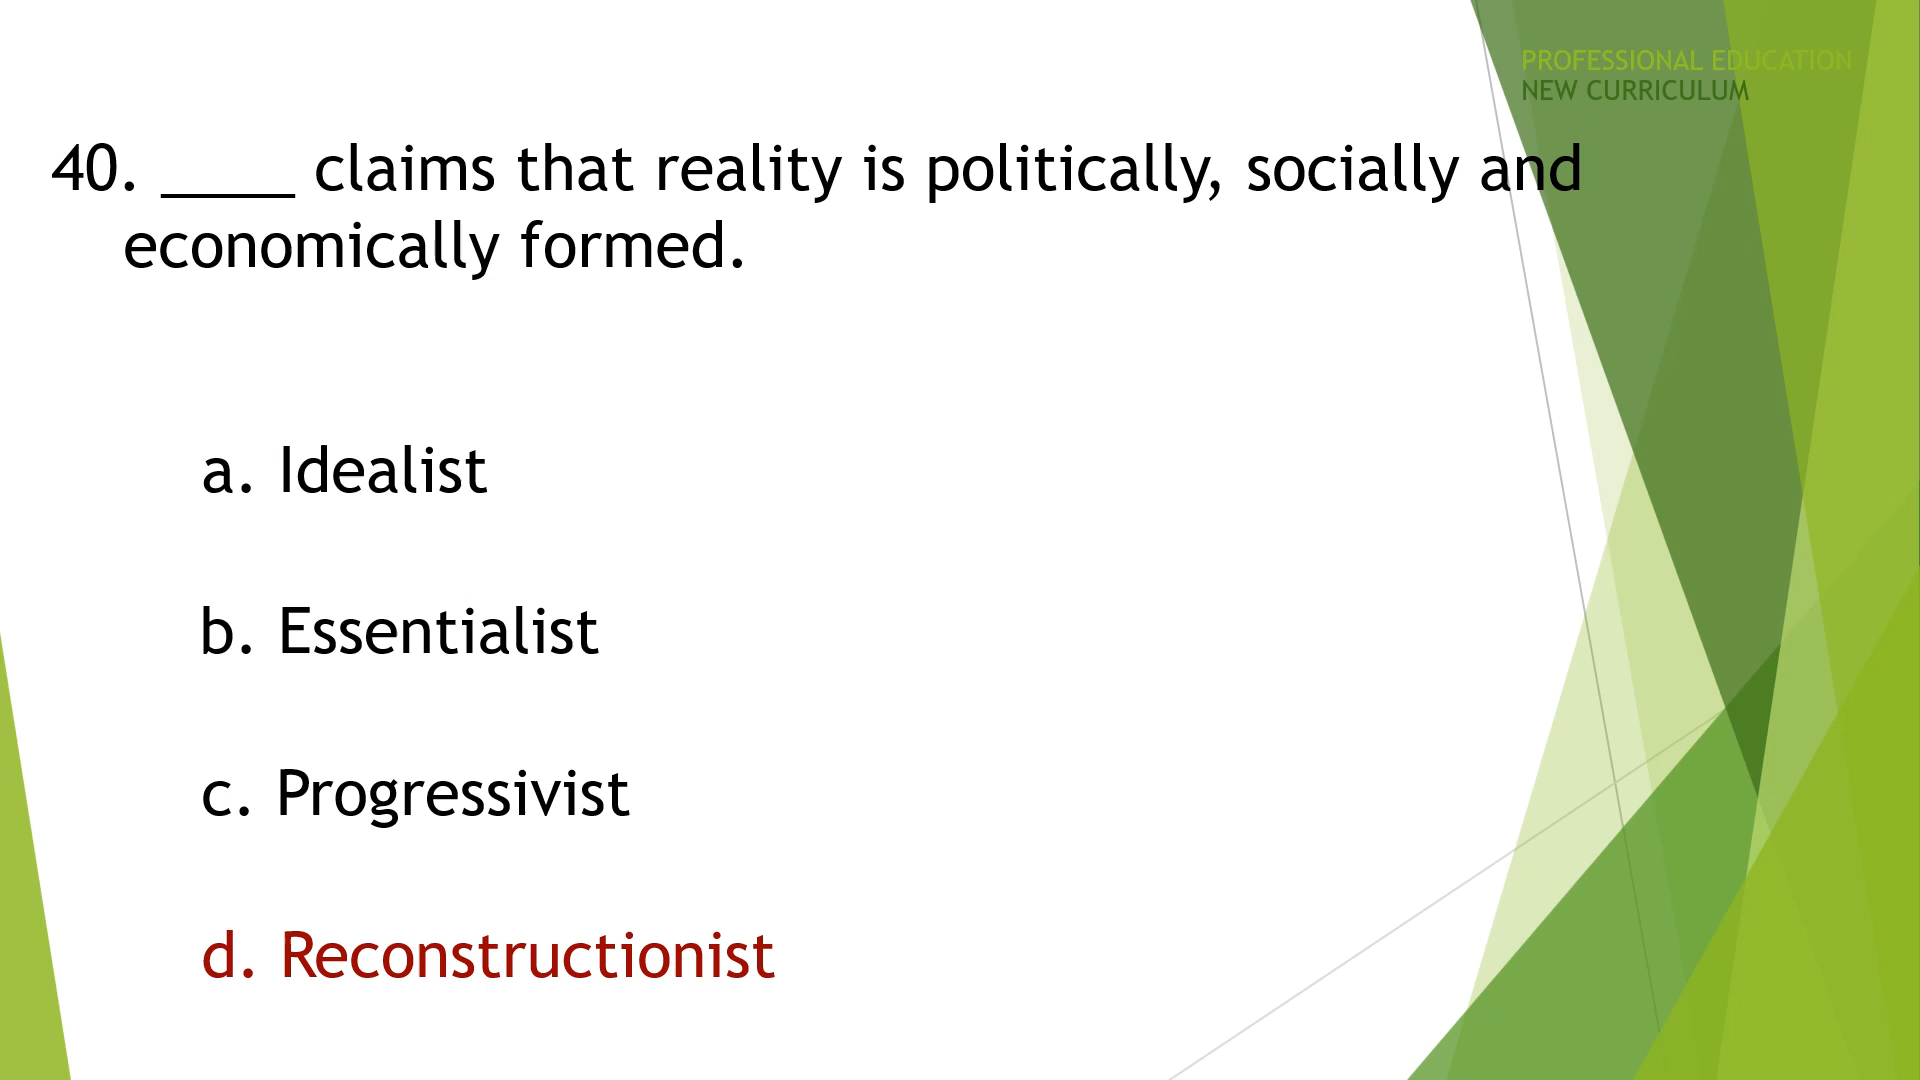 PROFESSIONAL EDUCATION
NEW CURRICULUM
40. ____ claims that reality is politically, socially and
economically formed.
a. Idealist
b. Essentialist
c. Progressivist
d. Reconstructionist